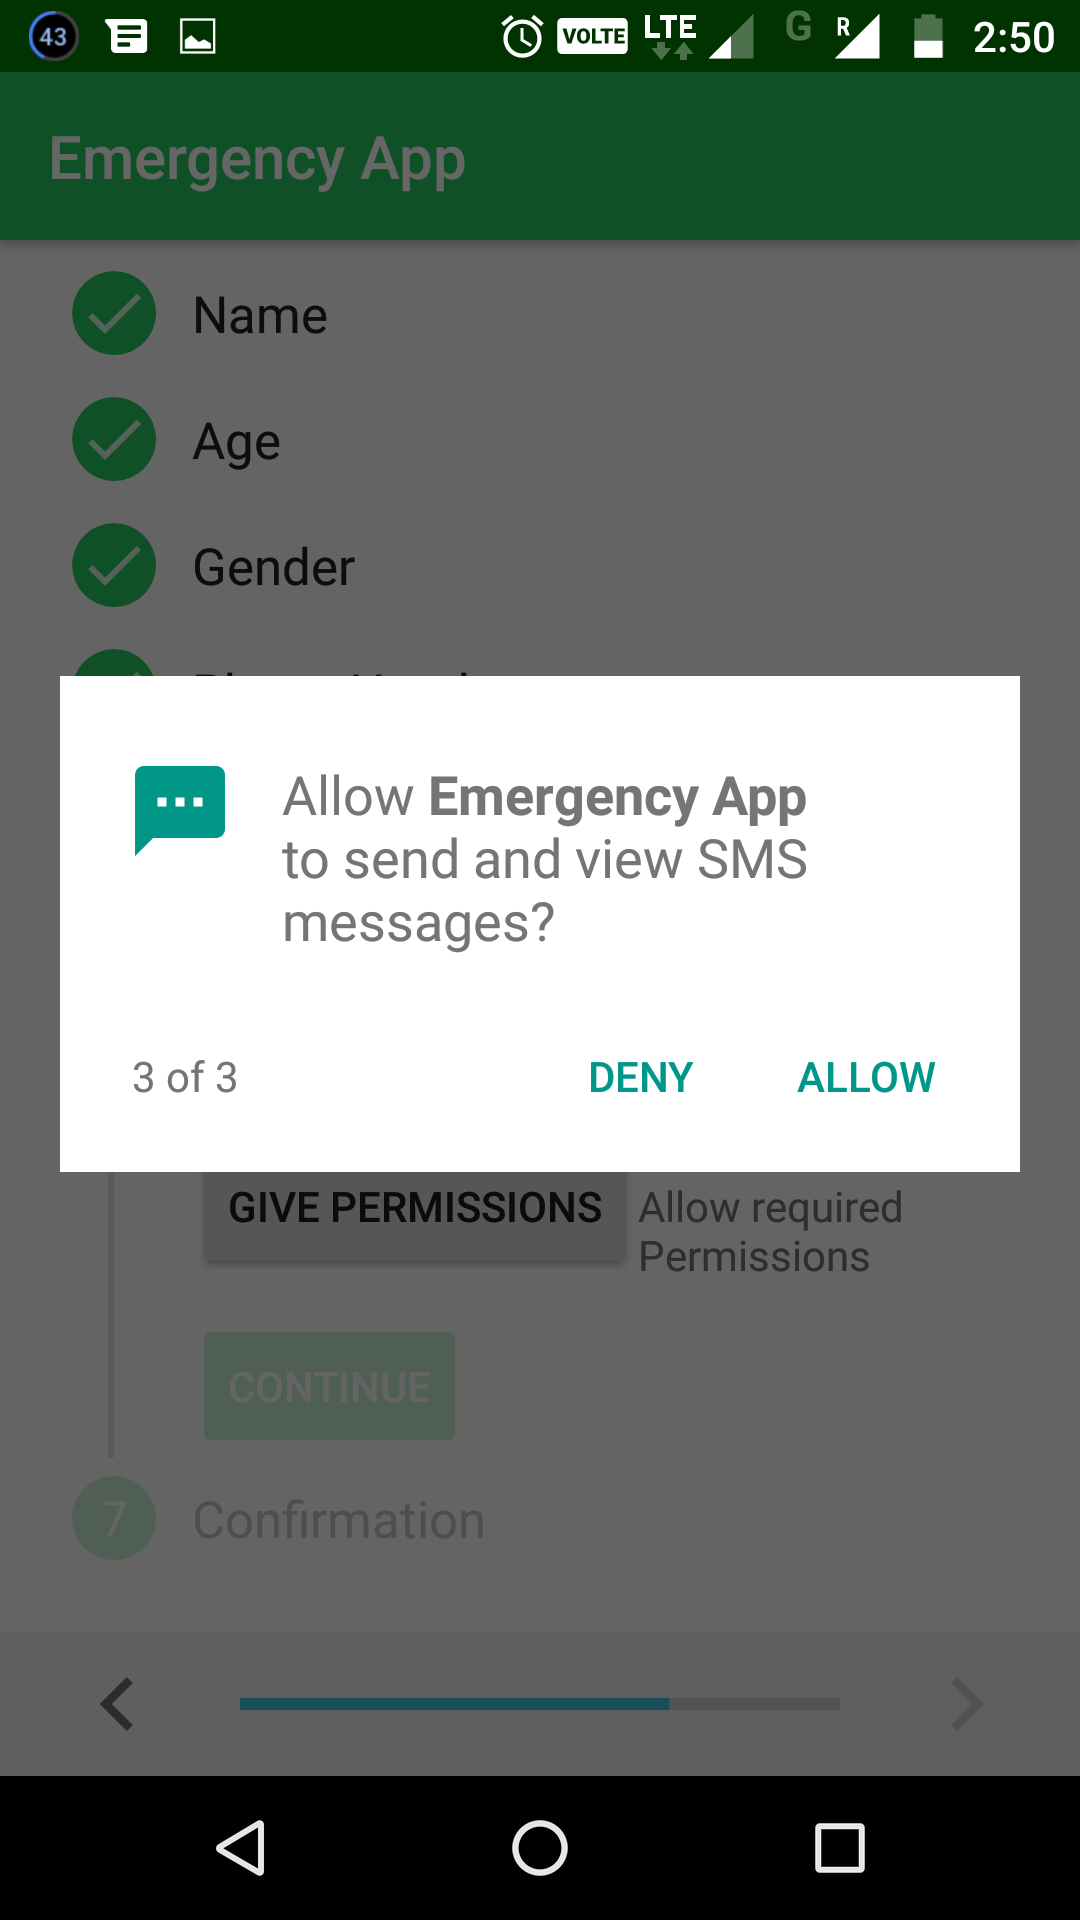 43 VOLTE LTE G R 2:50
Emergency App
Name
Age
Gender
Allow Emergency App
to send and view SMS
messages?
3 of 3 DENY ALLOW
GIVE PERMISSIONS Allow required
Permissions
CONTINUE
7 Confirmation